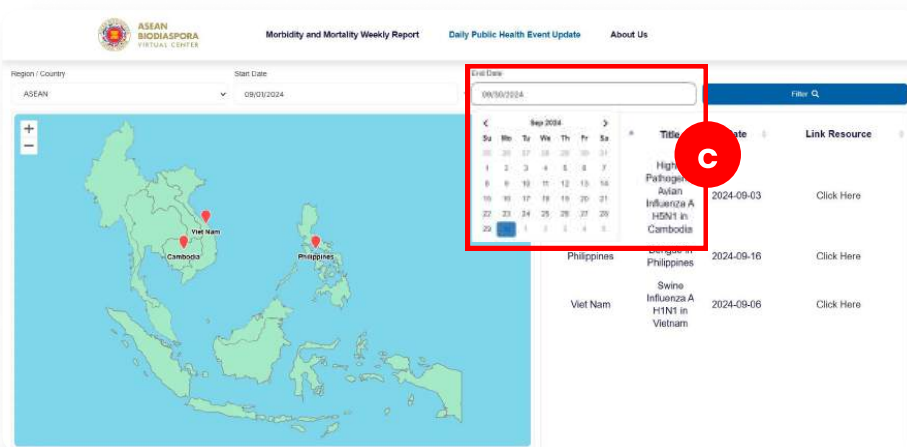 ASEAN
BIODIASPORA
VIRTUAL CENTER
Morbidity and Mortality Weekly Report
Daily Public Health Event Update
About Us
Region / Country
Start Date
End Date
ASEAN
09/01/2024
09/30/2024
Filter
+
−
Sep 2024
Su Mo Tu We Th Fr Sa
1 2 3 4 5 6 7
8 9 10 11 12 13 14
15 16 17 18 19 20 21
22 23 24 25 26 27 28
29 30 1 2 3 4 5
C
Title
Link Resource
Avian
Influenza A
H5N1 in
Cambodia
2024-09-03
Click Here
Philippines
Philippines
2024-09-16
Click Here
Viet Nam
Swine
Influenza A
H1N1 in
Vietnam
2024-09-06
Click Here
Viet Nam
Cambodia
Philippines